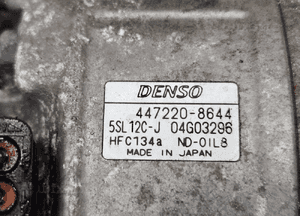 DENSO
447220-8644
5SL12C-J 04G03296
HFC134a ND-OIL8
MADE IN JAPAN